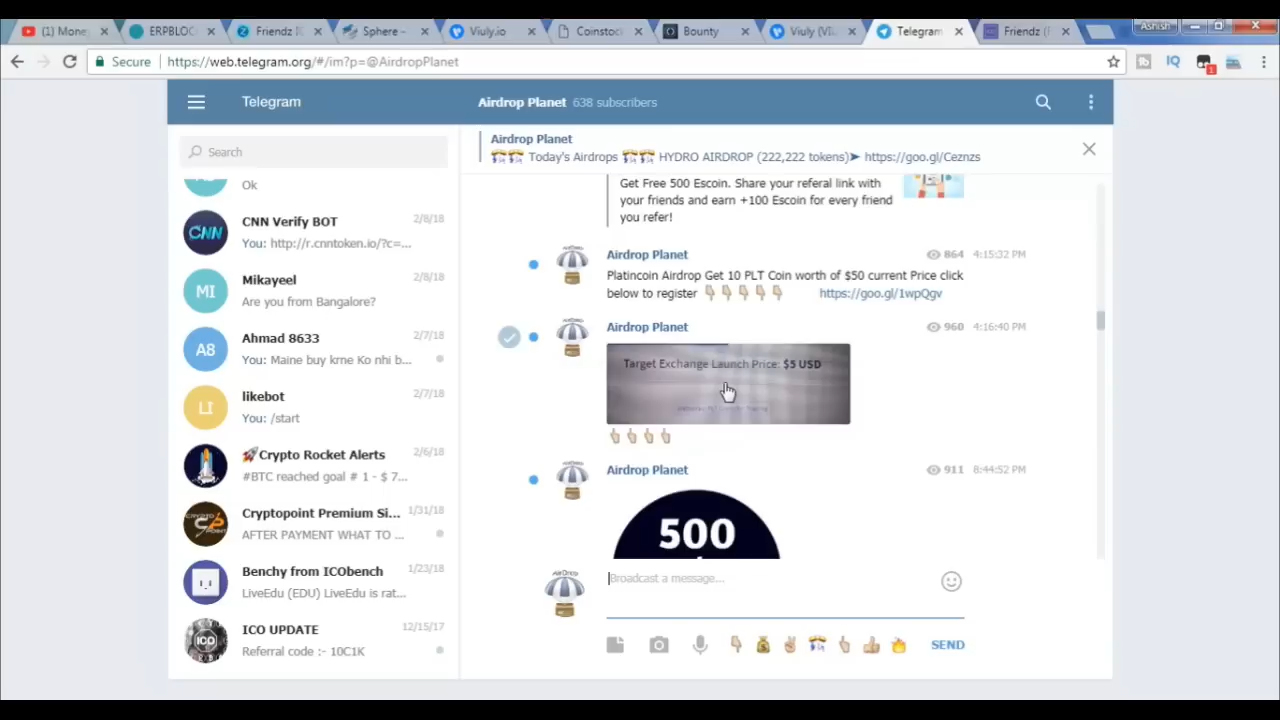 (1) Mone
ERPBLOC
Friendz I
Sphere –
Viuly.io
Coinstoc
Bounty
Viuly (VI
Telegram
Friendz (F
Ashish
Secure
https://web.telegram.org/#/im?p=@AirdropPlanet
IQ
1
Telegram
Airdrop Planet 638 subscribers
Search
Airdrop Planet
Today's Airdrops HYDRO AIRDROP (222,222 tokens)➤ https://goo.gl/Ceznzs
Ok
CNN
CNN Verify BOT 2/8/18
You: http://r.cnntoken.io/?c=...
MI
Mikayeel 2/8/18
Are you from Bangalore?
A8
Ahmad 8633 2/7/18
You: Maine buy krne Ko nhi b...
LI
likebot 2/7/18
You: /start
🚀Crypto Rocket Alerts 2/6/18
#BTC reached goal # 1 - $ 7...
Cryptopoint Premium Si... 1/31/18
AFTER PAYMENT WHAT TO ...
Benchy from ICObench 1/23/18
LiveEdu (EDU) LiveEdu is rat...
ICO
ICO UPDATE 12/15/17
Referral code :- 10C1K
Get Free 500 Escoin. Share your referal link with
your friends and earn +100 Escoin for every friend
you refer!
Airdrop Planet 864 4:15:32 PM
Platincoin Airdrop Get 10 PLT Coin worth of $50 current Price click
below to register 👇👇👇👇👇 https://goo.gl/1wpQgv
Airdrop Planet 960 4:16:40 PM
Target Exchange Launch Price: $5 USD
👆👆👆👆
Airdrop Planet 911 8:44:52 PM
500
Broadcast a message...
SEND